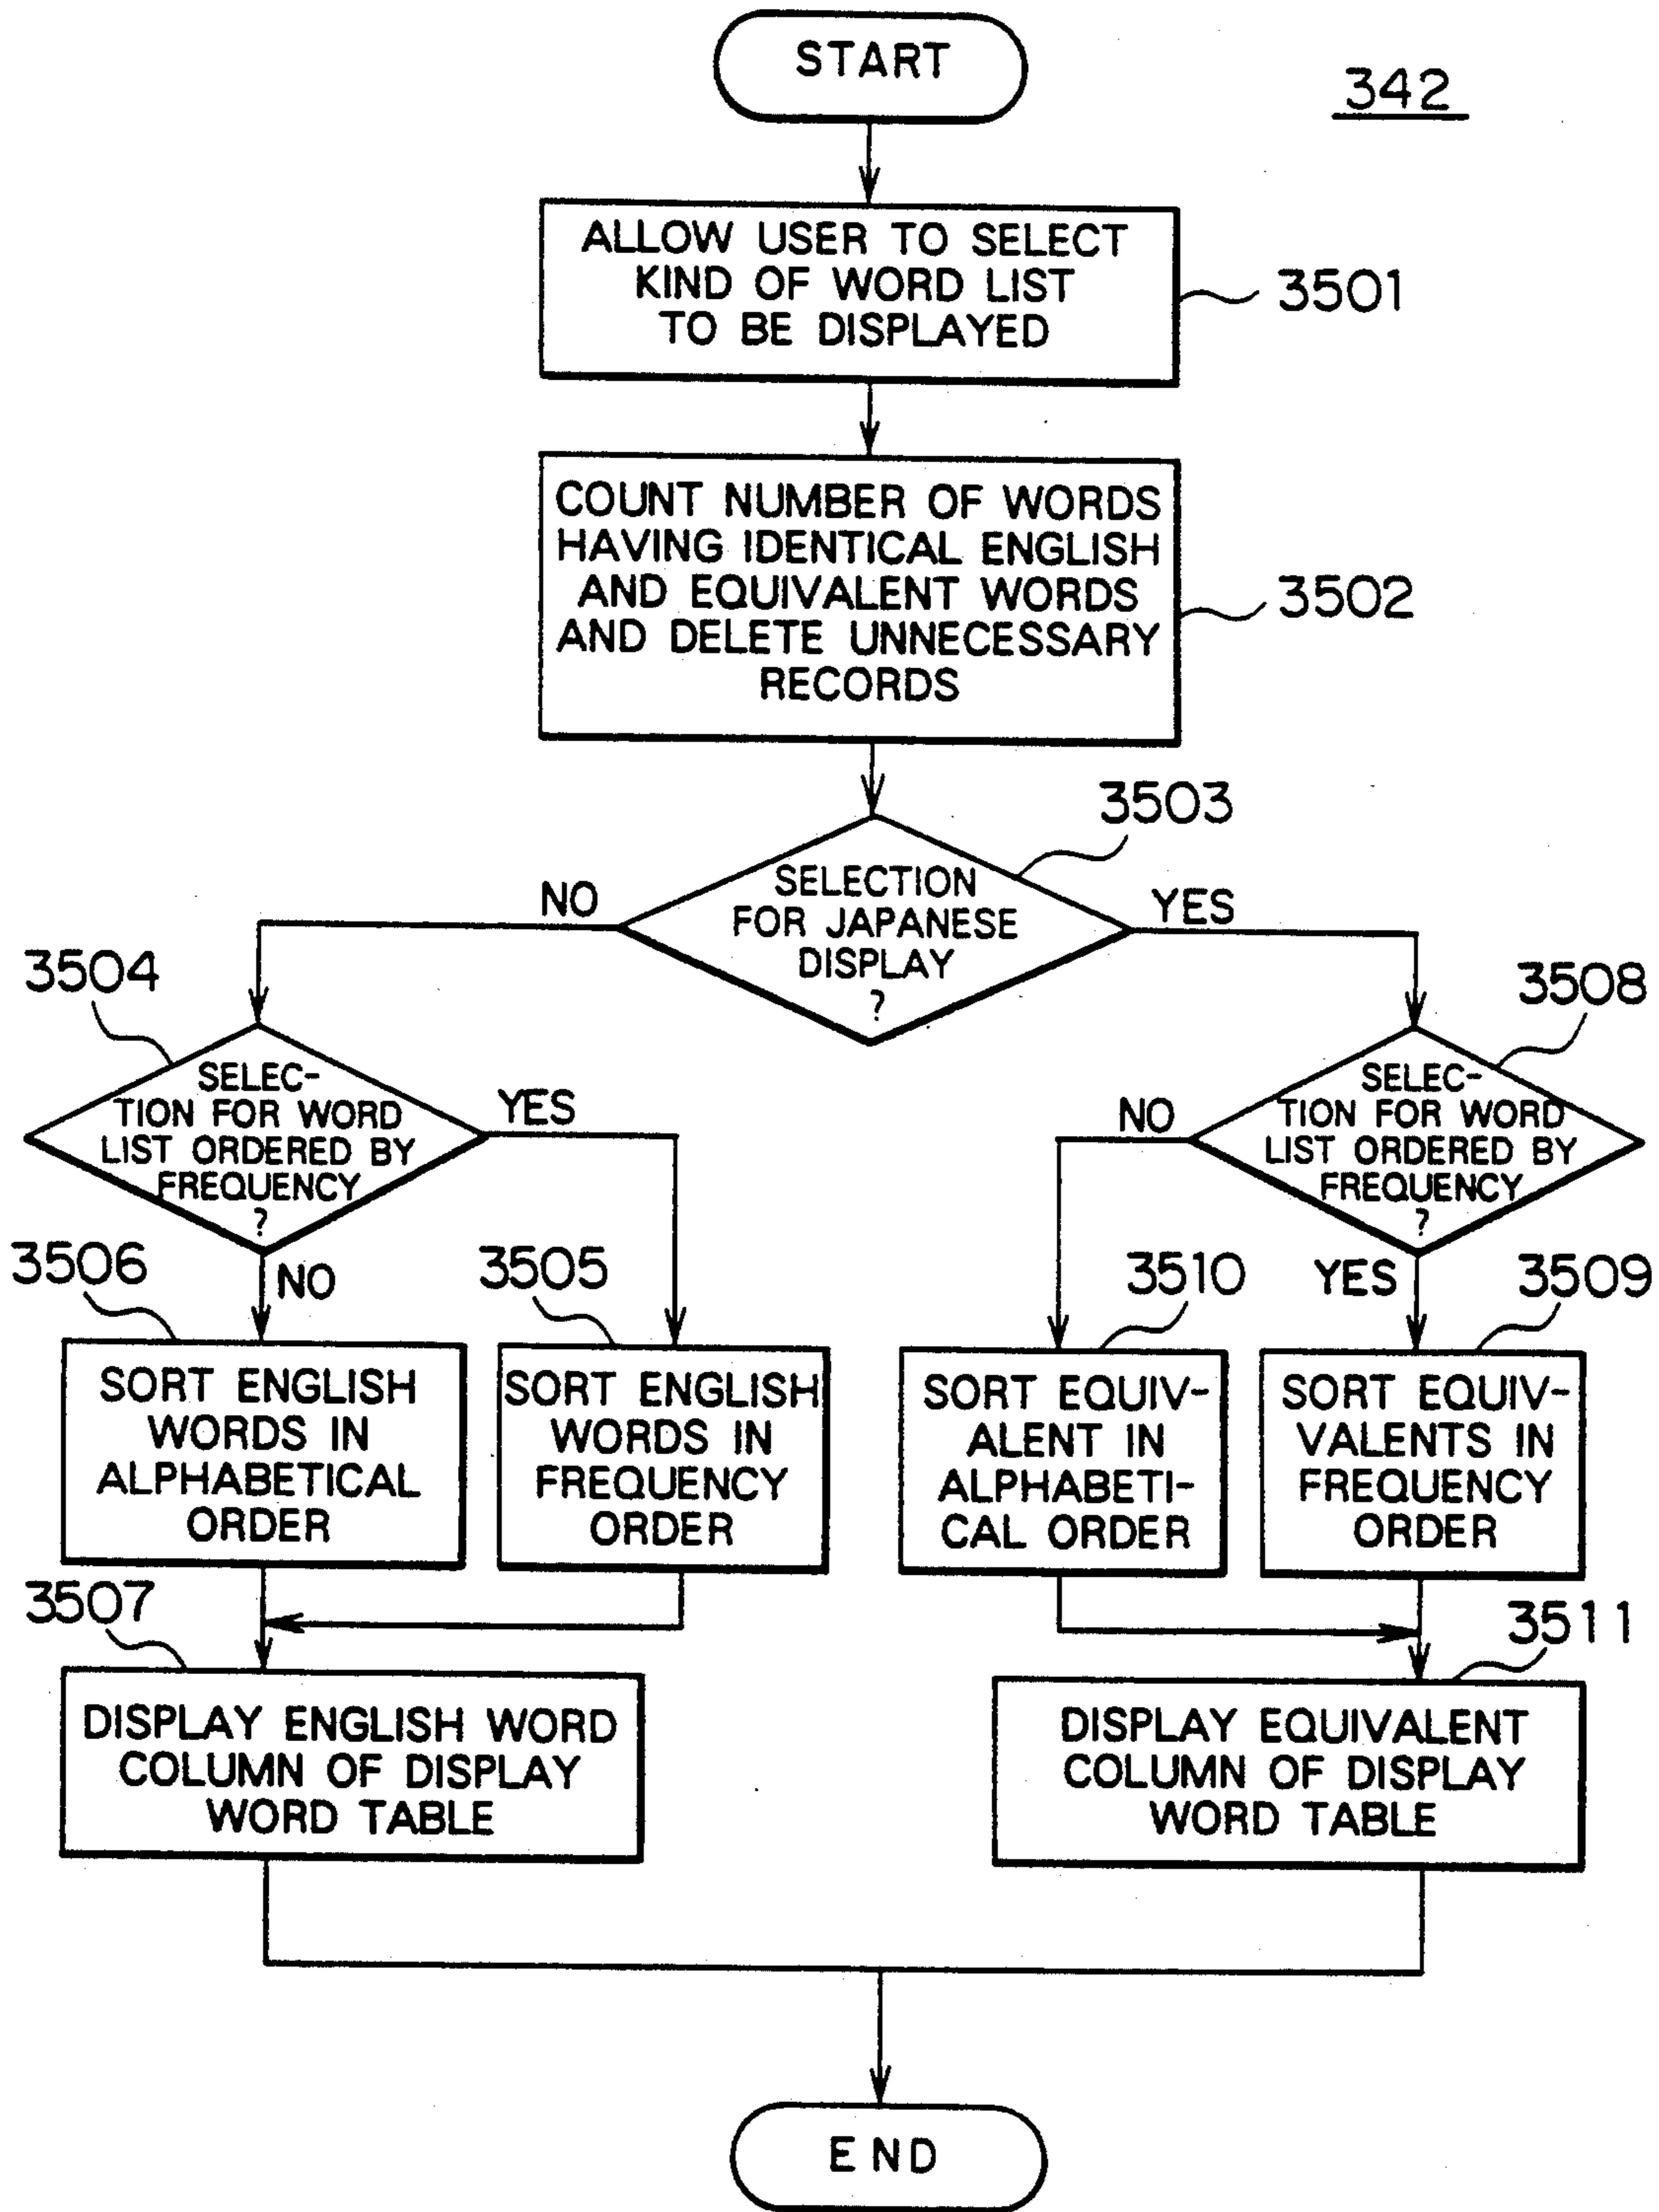 START
342
ALLOW USER TO SELECT
KIND OF WORD LIST
TO BE DISPLAYED
3501
COUNT NUMBER OF WORDS
HAVING IDENTICAL ENGLISH
AND EQUIVALENT WORDS
AND DELETE UNNECESSARY
RECORDS
3502
3503
SELECTION
FOR JAPANESE
DISPLAY
?
NO
YES
3504
SELEC-
TION FOR WORD
LIST ORDERED BY
FREQUENCY
?
YES
NO
3508
SELEC-
TION FOR WORD
LIST ORDERED BY
FREQUENCY
?
NO
YES
3506
SORT ENGLISH
WORDS IN
ALPHABETICAL
ORDER
3505
SORT ENGLISH
WORDS IN
FREQUENCY
ORDER
3510
SORT EQUIV-
ALENT IN
ALPHABETI-
CAL ORDER
3509
SORT EQUI-
VALENTS IN
FREQUENCY
ORDER
3507
DISPLAY ENGLISH WORD
COLUMN OF DISPLAY
WORD TABLE
3511
DISPLAY EQUIVALENT
COLUMN OF DISPLAY
WORD TABLE
END